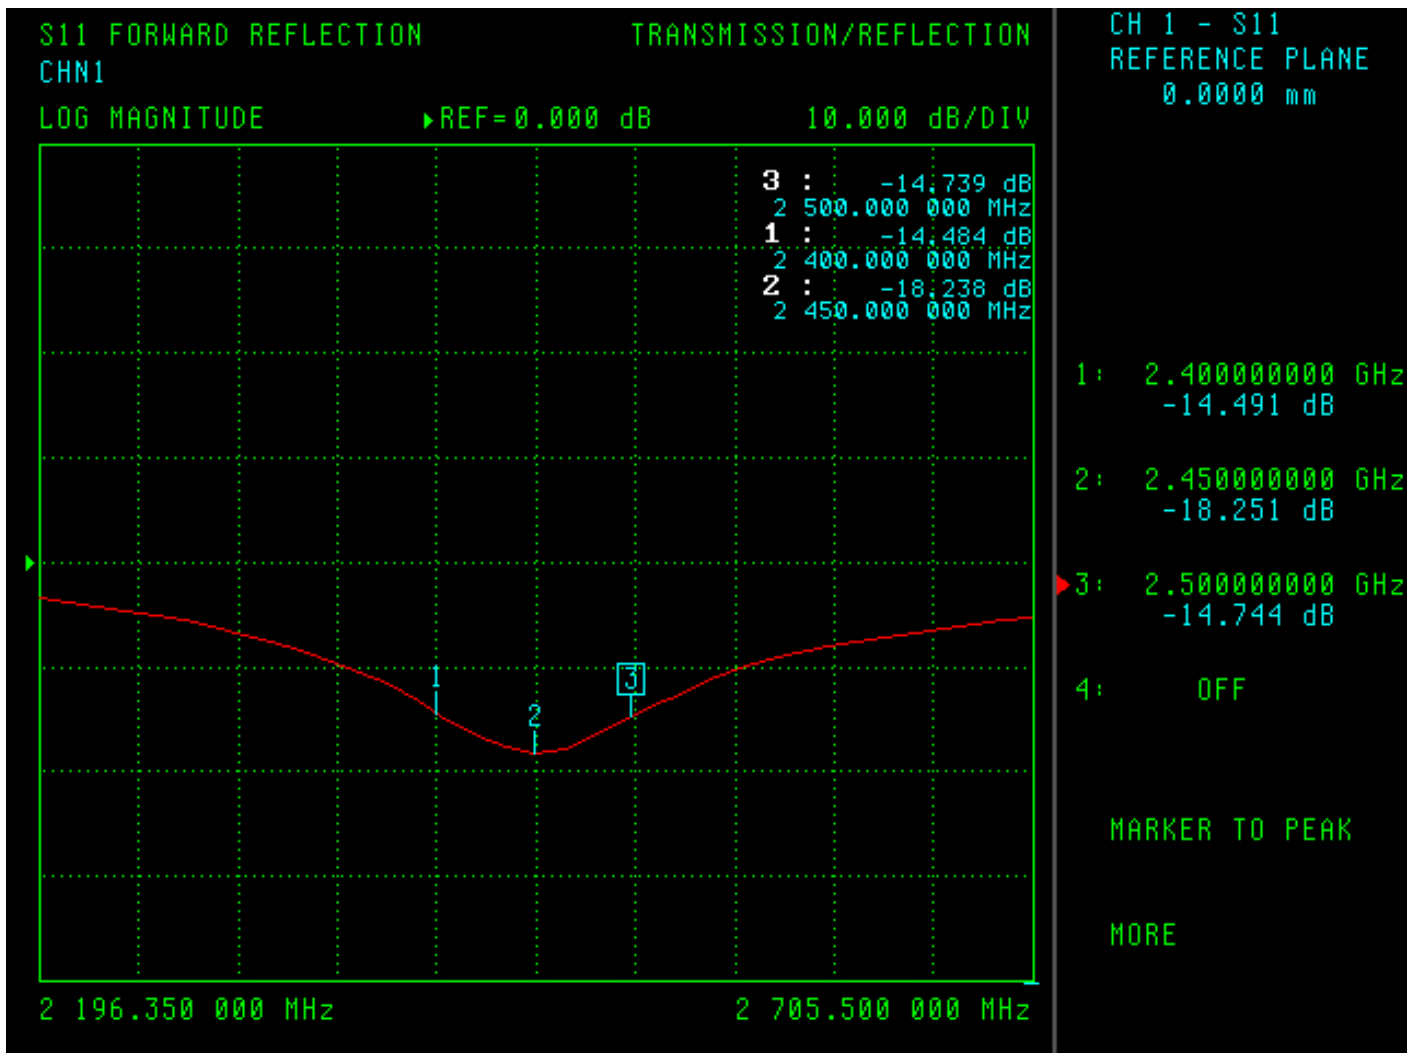 S11 FORWARD REFLECTION TRANSMISSION/REFLECTION
CHN1
LOG MAGNITUDE ▸REF=0.000 dB 10.000 dB/DIV
3 : -14.739 dB
2 500.000 000 MHz
1 : -14.484 dB
2 400.000 000 MHz
2 : -18.238 dB
2 450.000 000 MHz
1
2
3
2 196.350 000 MHz 2 705.500 000 MHz
CH 1 - S11
REFERENCE PLANE
0.0000 mm
1: 2.400000000 GHz
-14.491 dB
2: 2.450000000 GHz
-18.251 dB
3: 2.500000000 GHz
-14.744 dB
4: OFF
MARKER TO PEAK
MORE